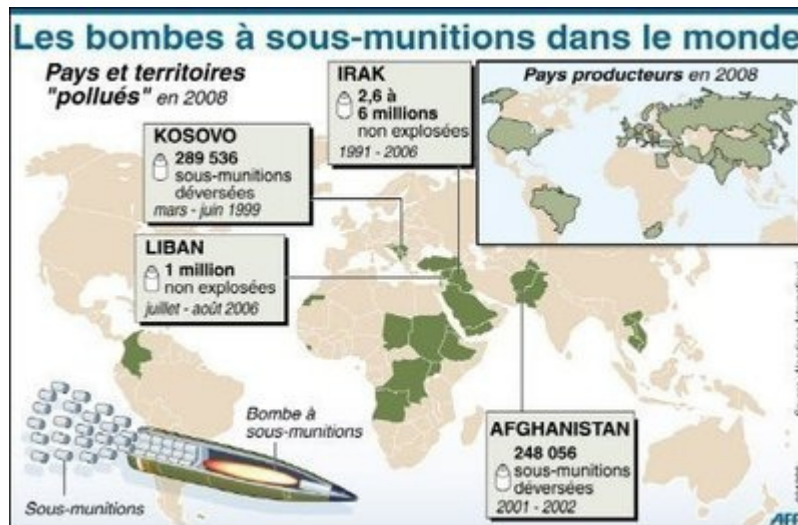 Les bombes à sous-munitions dans le monde
Pays et territoires
"pollués" en 2008
IRAK
2,6 à
6 millions
non explosées
1991 - 2006
Pays producteurs en 2008
KOSOVO
289 536
sous-munitions
déversées
mars - juin 1999
LIBAN
1 million
non explosées
juillet - août 2006
Bombe à
sous-munitions
Sous-munitions
AFGHANISTAN
248 056
sous-munitions
déversées
2001 - 2002
AFP